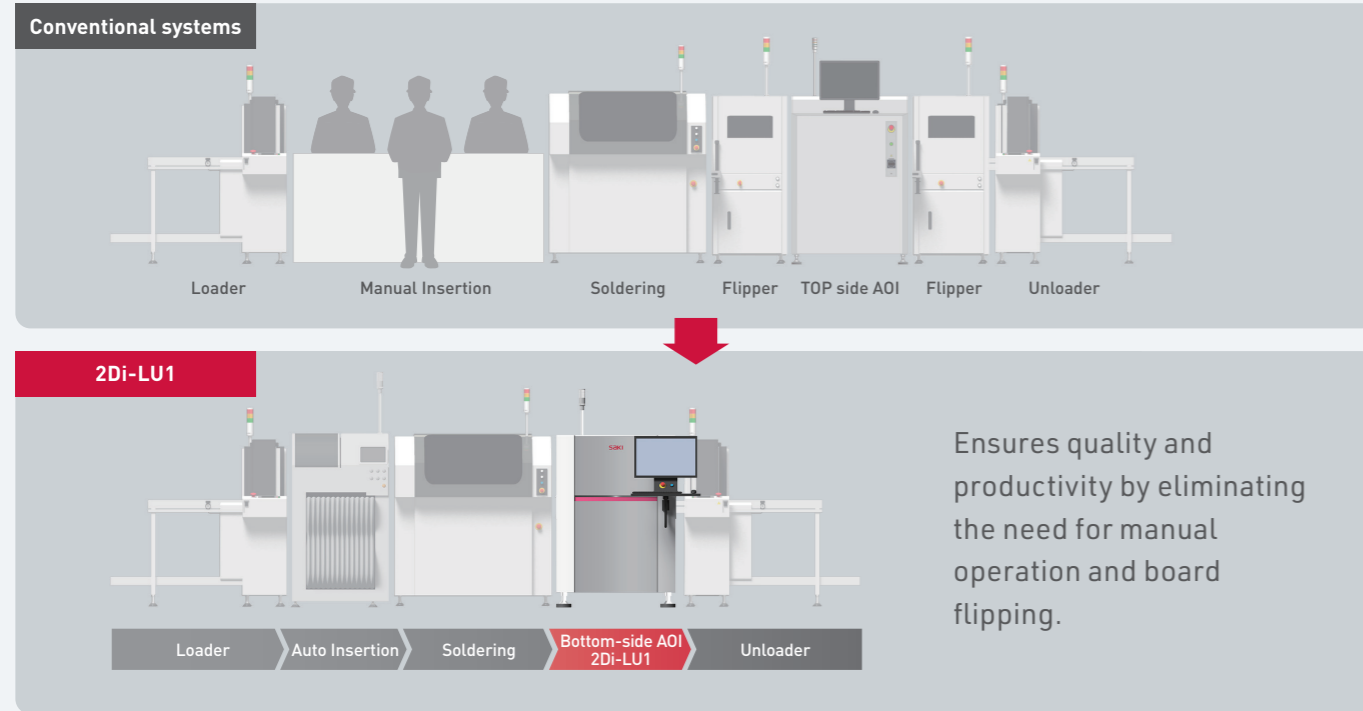 Conventional systems
Loader
Manual Insertion
Soldering
Flipper
TOP side AOI
Flipper
Unloader
2Di-LU1
saki
Ensures quality and
productivity by eliminating
the need for manual
operation and board
flipping.
Loader
Auto Insertion
Soldering
Bottom-side AOI
2Di-LU1
Unloader